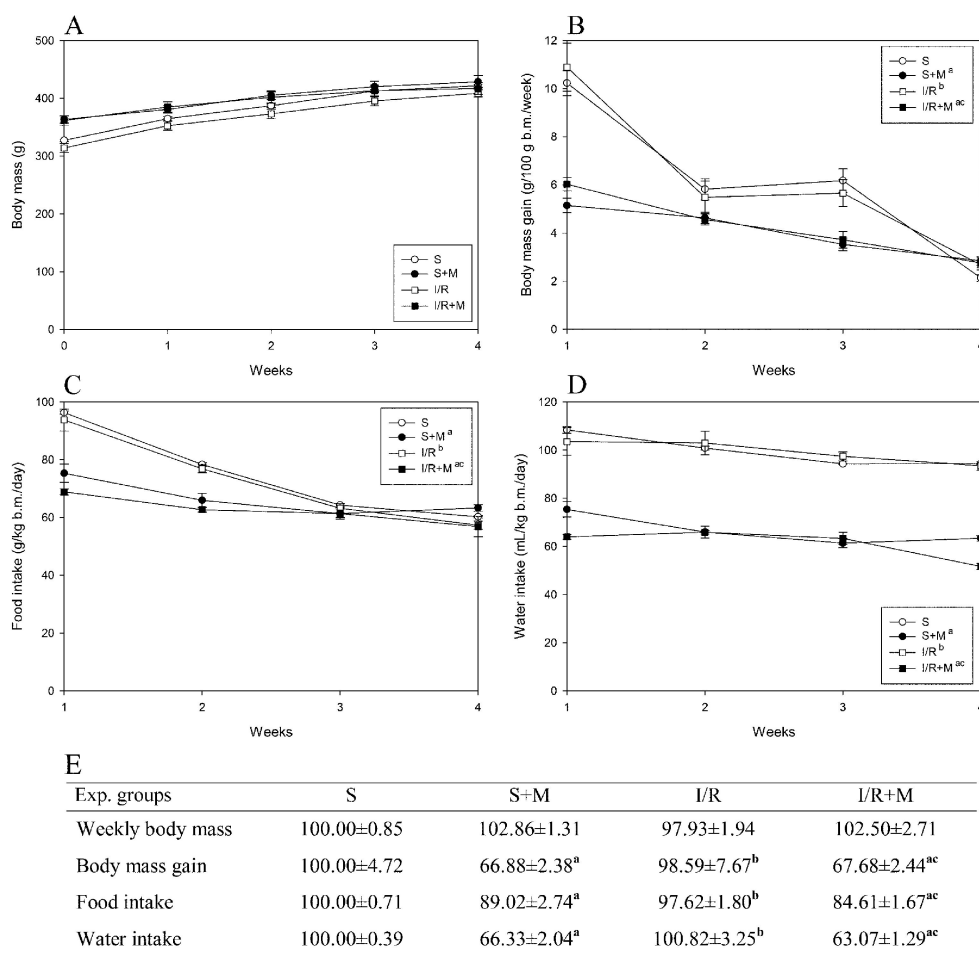 A
Body mass (g)
500
400
300
200
100
0
0 1 2 3 4
Weeks
S
S+M
I/R
I/R+M
B
Body mass gain (g/100 g b.m./week)
12
10
8
6
4
2
0
1 2 3 4
Weeks
S
S+M a
I/R b
I/R+M ac
C
Food intake (g/kg b.m./day)
100
80
60
40
20
0
1 2 3 4
Weeks
S
S+M a
I/R b
I/R+M ac
D
Water intake (mL/kg b.m./day)
120
100
80
60
40
20
0
1 2 3 4
Weeks
S
S+M a
I/R b
I/R+M ac
E
Exp. groups S S+M I/R I/R+M
Weekly body mass 100.00±0.85 102.86±1.31 97.93±1.94 102.50±2.71
Body mass gain 100.00±4.72 66.88±2.38a 98.59±7.67b 67.68±2.44ac
Food intake 100.00±0.71 89.02±2.74a 97.62±1.80b 84.61±1.67ac
Water intake 100.00±0.39 66.33±2.04a 100.82±3.25b 63.07±1.29ac